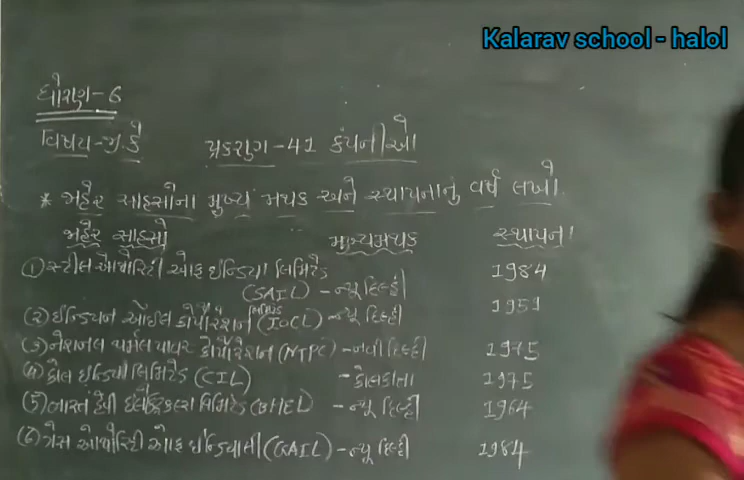 Kalarav school - halol
ધોરણ-6
વિષય-જી.કે પ્રકરણ-41 કંપનીઓ
* જાહેર સાહસોના મુખ્ય મથક અને સ્થાપનાનું વર્ષ લખો.
જાહેર સાહસો મુખ્યમથક સ્થાપના
(1) સ્ટીલ ઓથોરિટી ઓફ ઇન્ડિયા લિમિટેડ 1984
(SAIL) - ન્યૂ દિલ્હી
(2) ઇન્ડિયન ઓઇલ કોર્પોરેશન લિમિટેડ (IOCL) - ન્યૂ દિલ્હી 1959
(3) નેશનલ થર્મલ પાવર કોર્પોરેશન (NTPC) - નવી દિલ્હી 1975
(4) કોલ ઇન્ડિયા લિમિટેડ (CIL) - કોલકાતા 1975
(5) ભારત હેવી ઇલેક્ટ્રિકલ્સ લિમિટેડ (BHEL) - ન્યૂ દિલ્હી 1964
(6) ગેસ ઓથોરિટી ઓફ ઇન્ડિયા લી (GAIL) - ન્યૂ દિલ્હી 1984